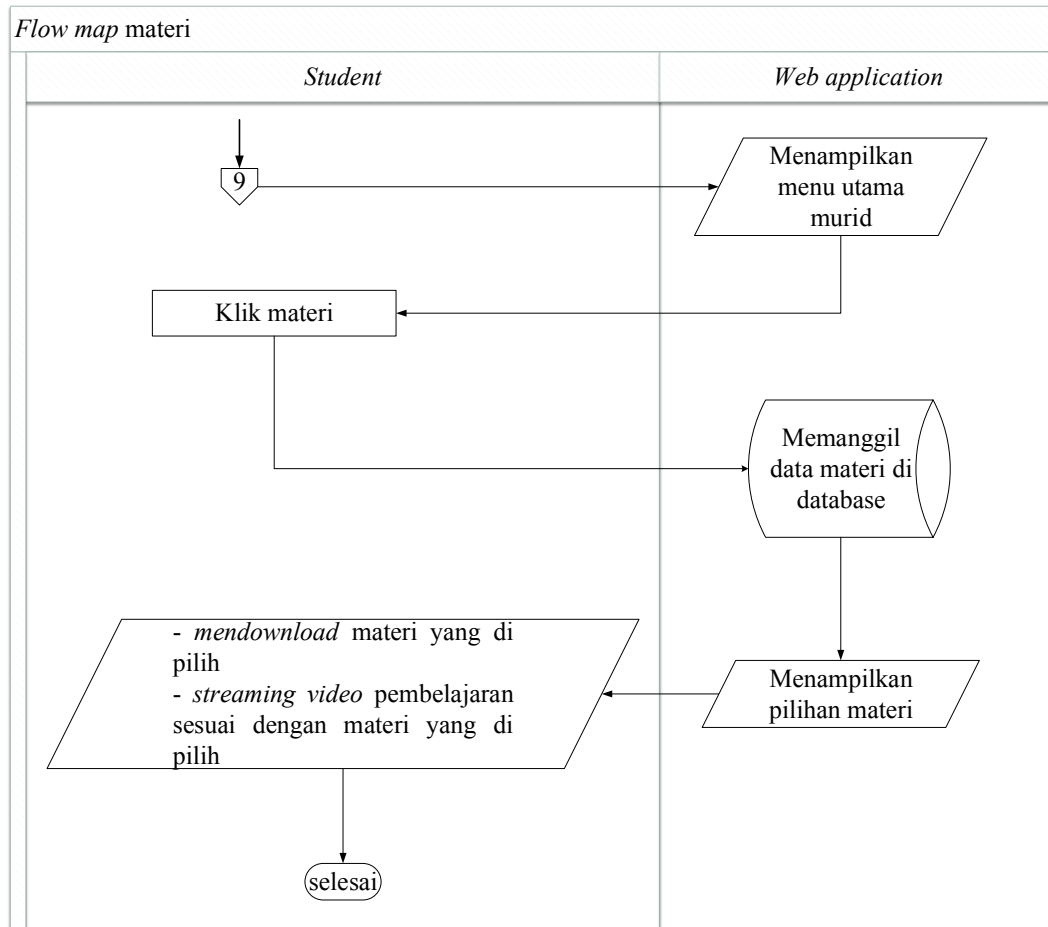 Flow map materi
Student
Web application
9
Menampilkan
menu utama
murid
Klik materi
Memanggil
data materi di
database
- mendownload materi yang di
pilih
- streaming video pembelajaran
sesuai dengan materi yang di
pilih
Menampilkan
pilihan materi
selesai